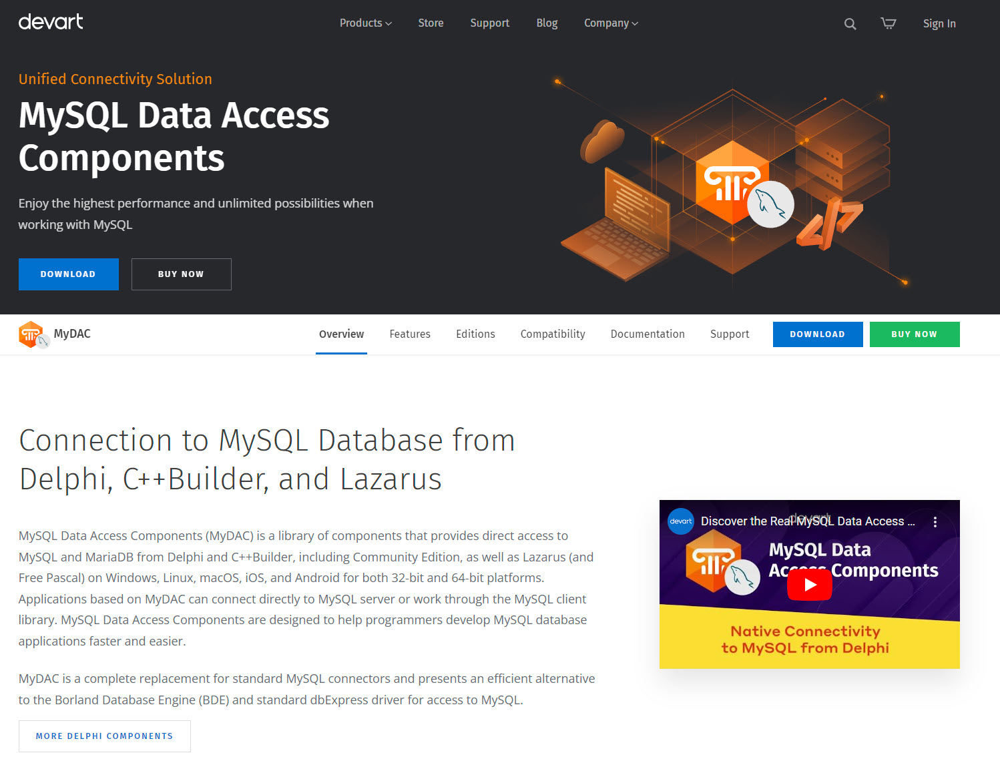 devart
Products Store Support Blog Company Sign In
Unified Connectivity Solution
MySQL Data Access
Components
Enjoy the highest performance and unlimited possibilities when
working with MySQL
DOWNLOAD BUY NOW
MyDAC Overview Features Editions Compatibility Documentation Support DOWNLOAD BUY NOW
Connection to MySQL Database from
Delphi, C++Builder, and Lazarus
MySQL Data Access Components (MyDAC) is a library of components that provides direct access to
MySQL and MariaDB from Delphi and C++Builder, including Community Edition, as well as Lazarus (and
Free Pascal) on Windows, Linux, macOS, iOS, and Android for both 32-bit and 64-bit platforms.
Applications based on MyDAC can connect directly to MySQL server or work through the MySQL client
library. MySQL Data Access Components are designed to help programmers develop MySQL database
applications faster and easier.
MyDAC is a complete replacement for standard MySQL connectors and presents an efficient alternative
to the Borland Database Engine (BDE) and standard dbExpress driver for access to MySQL.
MORE DELPHI COMPONENTS
devart
devart Discover the Real MySQL Data Access ...
MySQL Data
Access Components
Native Connectivity
to MySQL from Delphi